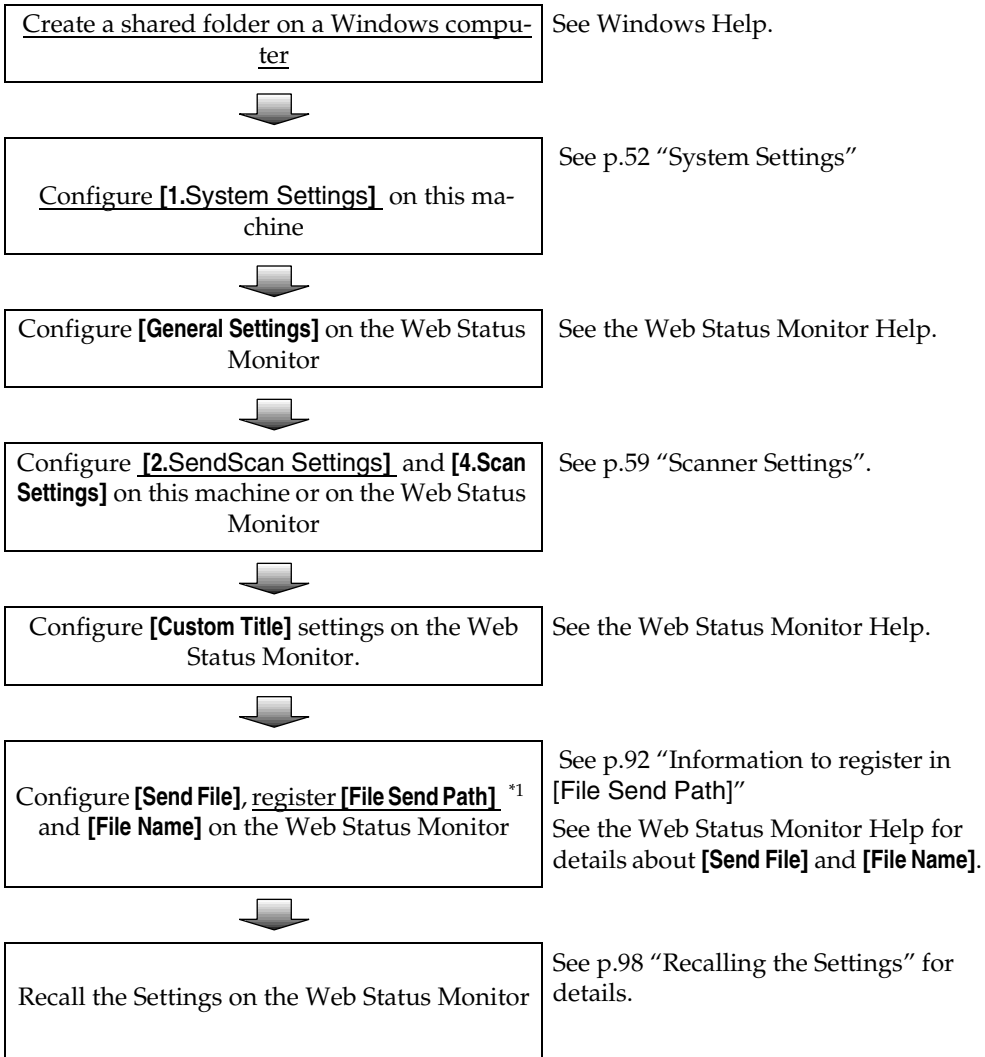 Create a shared folder on a Windows compu-
ter
See Windows Help.
Configure [1.System Settings] on this ma-
chine
See p.52 “System Settings”
Configure [General Settings] on the Web Status
Monitor
See the Web Status Monitor Help.
Configure [2.SendScan Settings] and [4.Scan
Settings] on this machine or on the Web Status
Monitor
See p.59 “Scanner Settings”.
Configure [Custom Title] settings on the Web
Status Monitor.
See the Web Status Monitor Help.
Configure [Send File], register [File Send Path] *1
and [File Name] on the Web Status Monitor
See p.92 “Information to register in
[File Send Path]”
See the Web Status Monitor Help for
details about [Send File] and [File Name].
Recall the Settings on the Web Status Monitor
See p.98 “Recalling the Settings” for
details.